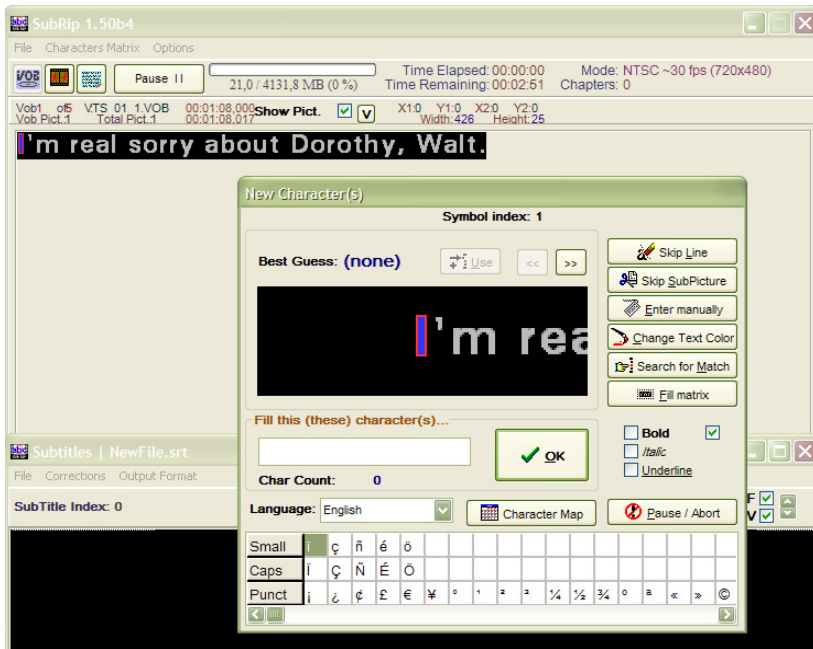 SubRip 1.50b4
File Characters Matrix Options
Pause II
21,0 / 4131,8 MB (0 %)
Time Elapsed: 00:00:00
Time Remaining: 00:02:51
Mode: NTSC ~30 fps (720x480)
Chapters: 0
Vob1 of5 VTS 01 1.VOB 00:01:08,000
Vob Pict.:1 Total Pict.:1 00:01:08,017
Show Pict. V
X1:0 Y1:0 X2:0 Y2:0
Width: 426 Height: 25
I'm real sorry about Dorothy, Walt.
New Character(s)
Symbol index: 1
Best Guess: (none)
Use << >>
I'm rea
Skip Line
Skip SubPicture
Enter manually
Change Text Color
Search for Match
Fill matrix
Fill this (these) character(s)...
OK
Char Count: 0
Bold
Italic
Underline
Language: English
Character Map
Pause / Abort
Small ï ç ñ é ö
Caps Ï Ç Ñ É Ö
Punct ¡ ¿ ¢ £ € ¥ ° ¹ ² ³ ¼ ½ ¾ º ª « » ©
Subtitles | NewFile.srt
File Corrections Output Format
SubTitle Index: 0
F
V